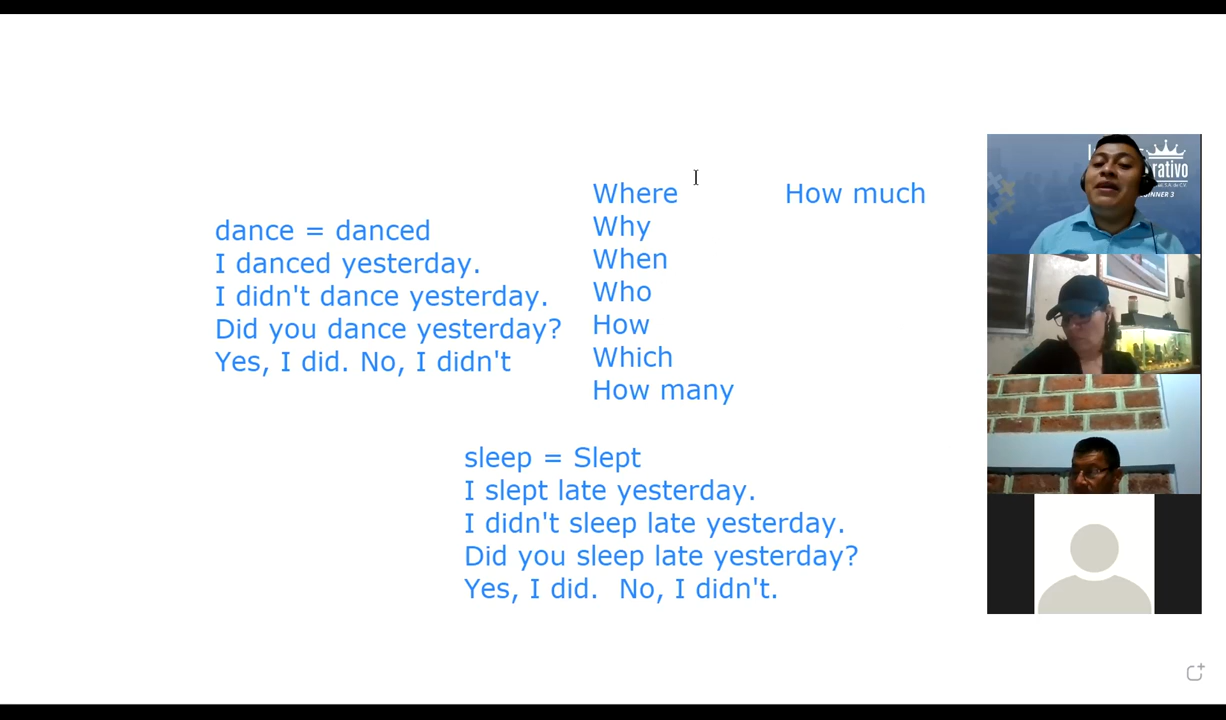 dance = danced
I danced yesterday.
I didn't dance yesterday.
Did you dance yesterday?
Yes, I did. No, I didn't
Where
Why
When
Who
How
Which
How many
How much
sleep = Slept
I slept late yesterday.
I didn't sleep late yesterday.
Did you sleep late yesterday?
Yes, I did.  No, I didn't.